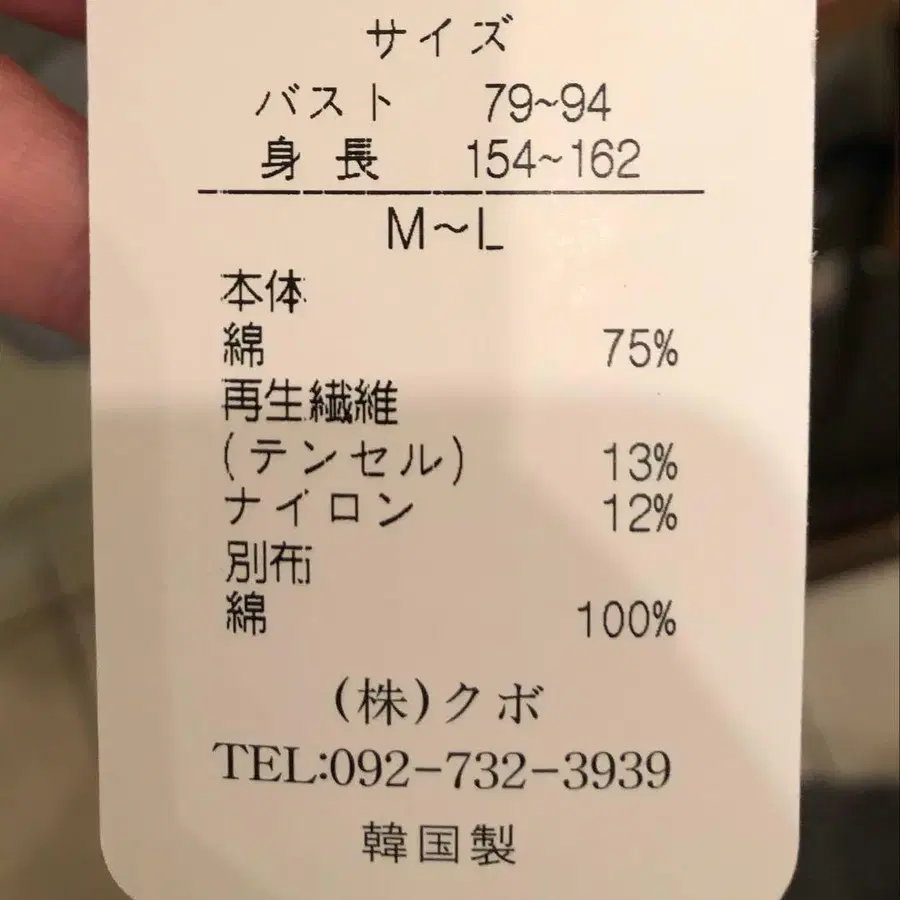 サイズ
バスト 79~94
身長 154~162
M~L
本体
綿 75%
再生繊維
(テンセル) 13%
ナイロン 12%
別布
綿 100%
(株)クボ
TEL:092-732-3939
韓国製